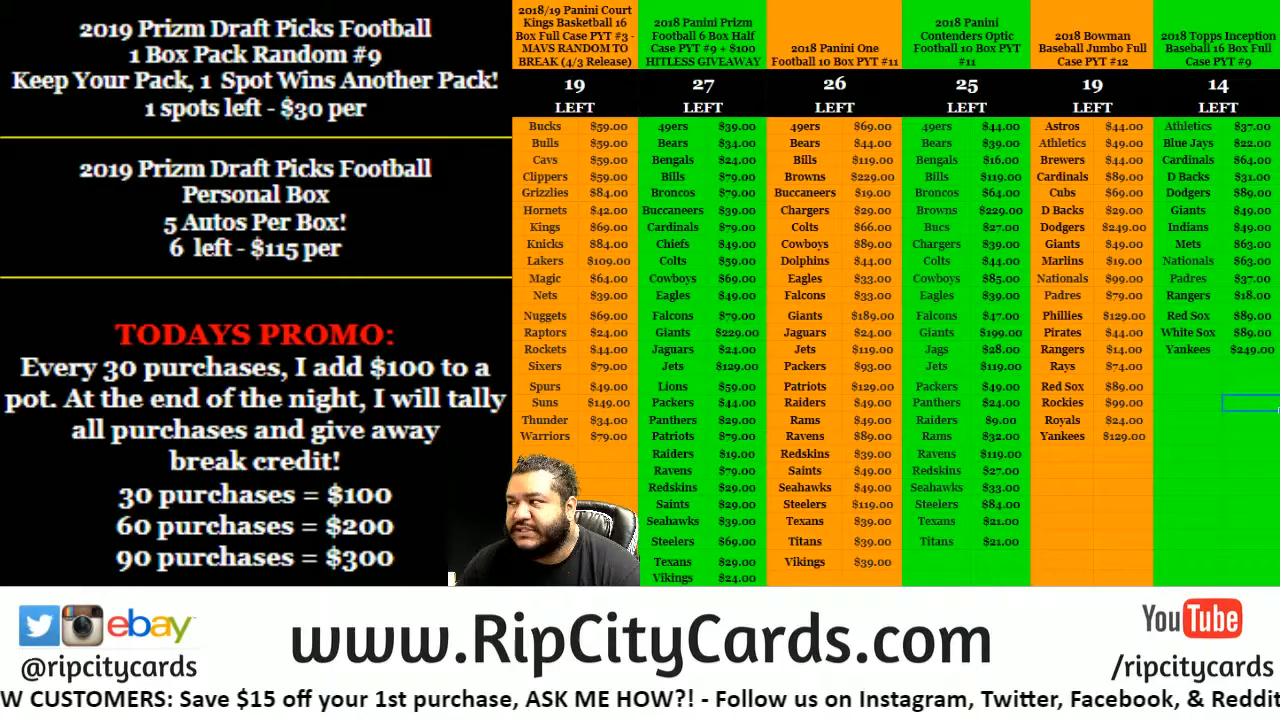 2019 Prizm Draft Picks Football
1 Box Pack Random #9
Keep Your Pack, 1 Spot Wins Another Pack!
1 spots left - $30 per
2019 Prizm Draft Picks Football
Personal Box
5 Autos Per Box!
6 left - $115 per
TODAYS PROMO:
Every 30 purchases, I add $100 to a
pot. At the end of the night, I will tally
all purchases and give away
break credit!
30 purchases = $100
60 purchases = $200
90 purchases = $300
2018/19 Panini Court
Kings Basketball 16
Box Full Case PYT #3 -
MAVS RANDOM TO
BREAK (4/3 Release)
19
LEFT
Bucks $59.00
Bulls $59.00
Cavs $59.00
Clippers $59.00
Grizzlies $84.00
Hornets $42.00
Kings $69.00
Knicks $84.00
Lakers $109.00
Magic $64.00
Nets $39.00
Nuggets $69.00
Raptors $24.00
Rockets $44.00
Sixers $79.00
Spurs $49.00
Suns $149.00
Thunder $34.00
Warriors $79.00
2018 Panini Prizm
Football 6 Box Half
Case PYT #9 + $100
HITLESS GIVEAWAY
27
LEFT
49ers $39.00
Bears $34.00
Bengals $24.00
Bills $79.00
Broncos $79.00
Buccaneers $39.00
Cardinals $79.00
Chiefs $49.00
Colts $59.00
Cowboys $69.00
Eagles $49.00
Falcons $79.00
Giants $229.00
Jaguars $24.00
Jets $129.00
Lions $59.00
Packers $44.00
Panthers $29.00
Patriots $79.00
Raiders $19.00
Ravens $79.00
Redskins $29.00
Saints $29.00
Seahawks $39.00
Steelers $69.00
Texans $29.00
Vikings $24.00
2018 Panini One
Football 10 Box PYT #11
26
LEFT
49ers $69.00
Bears $44.00
Bills $119.00
Browns $229.00
Buccaneers $19.00
Chargers $29.00
Colts $66.00
Cowboys $89.00
Dolphins $44.00
Eagles $33.00
Falcons $33.00
Giants $189.00
Jaguars $24.00
Jets $119.00
Packers $93.00
Patriots $129.00
Raiders $49.00
Rams $49.00
Ravens $89.00
Redskins $39.00
Saints $49.00
Seahawks $49.00
Steelers $119.00
Texans $39.00
Titans $39.00
Vikings $39.00
2018 Panini
Contenders Optic
Football 10 Box PYT
#11
25
LEFT
49ers $44.00
Bears $39.00
Bengals $16.00
Bills $119.00
Broncos $64.00
Browns $229.00
Bucs $27.00
Chargers $39.00
Colts $44.00
Cowboys $85.00
Eagles $39.00
Falcons $47.00
Giants $199.00
Jags $28.00
Jets $119.00
Packers $49.00
Panthers $24.00
Raiders $9.00
Rams $32.00
Ravens $119.00
Redskins $27.00
Seahawks $33.00
Steelers $84.00
Texans $21.00
Titans $21.00
2018 Bowman
Baseball Jumbo Full
Case PYT #12
19
LEFT
Astros $44.00
Athletics $49.00
Brewers $44.00
Cardinals $89.00
Cubs $69.00
D Backs $29.00
Dodgers $249.00
Giants $49.00
Marlins $19.00
Nationals $99.00
Padres $79.00
Phillies $129.00
Pirates $44.00
Rangers $14.00
Rays $74.00
Red Sox $89.00
Rockies $99.00
Royals $24.00
Yankees $129.00
2018 Topps Inception
Baseball 16 Box Full
Case PYT #9
14
LEFT
Athletics $37.00
Blue Jays $22.00
Cardinals $64.00
D Backs $31.00
Dodgers $89.00
Giants $49.00
Indians $49.00
Mets $63.00
Nationals $63.00
Padres $37.00
Rangers $18.00
Red Sox $89.00
White Sox $89.00
Yankees $249.00
ebay
@ripcitycards
www.RipCityCards.com
YouTube
/ripcitycards
W CUSTOMERS: Save $15 off your 1st purchase, ASK ME HOW?! - Follow us on Instagram, Twitter, Facebook, & Reddit